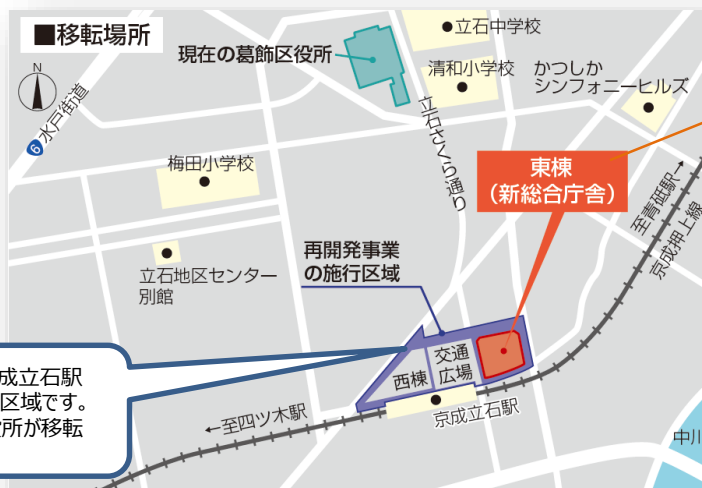 ■移転場所
現在の葛飾区役所
立石中学校
清和小学校
かつしか
シンフォニーヒルズ
N
6
水戸街道
立石さくら通り
梅田小学校
東棟
（新総合庁舎）
至青砥駅→
京成押上線
再開発事業
の施行区域
立石地区センター
別館
成立石駅
区域です。
所が移転
西棟
交通
広場
←至四ツ木駅
京成立石駅
中川